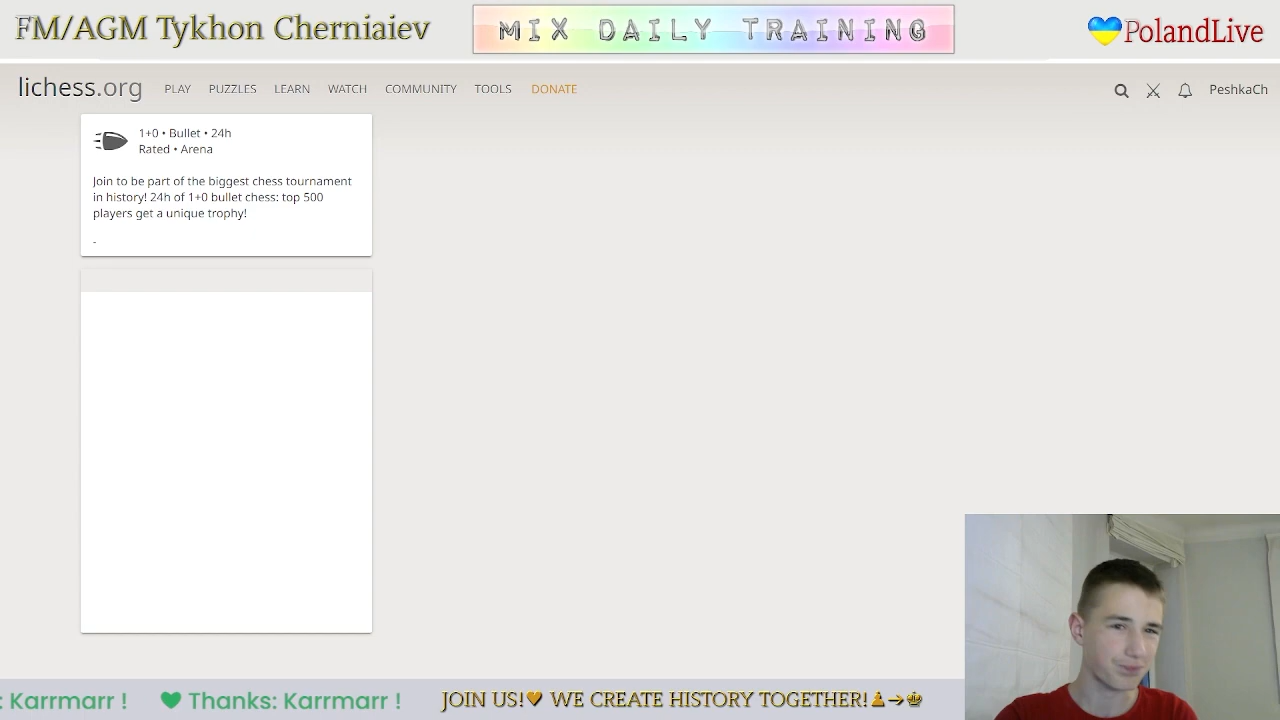 FM/AGM Tykhon Cherniaiev
MIX DAILY TRAINING
PolandLive
lichess.org
PLAY
PUZZLES
LEARN
WATCH
COMMUNITY
TOOLS
DONATE
PeshkaCh
1+0 • Bullet • 24h
Rated • Arena
Join to be part of the biggest chess tournament
in history! 24h of 1+0 bullet chess: top 500
players get a unique trophy!
-
: Karrmarr !
Thanks: Karrmarr !
JOIN US!🧡 WE CREATE HISTORY TOGETHER!♟➔♚